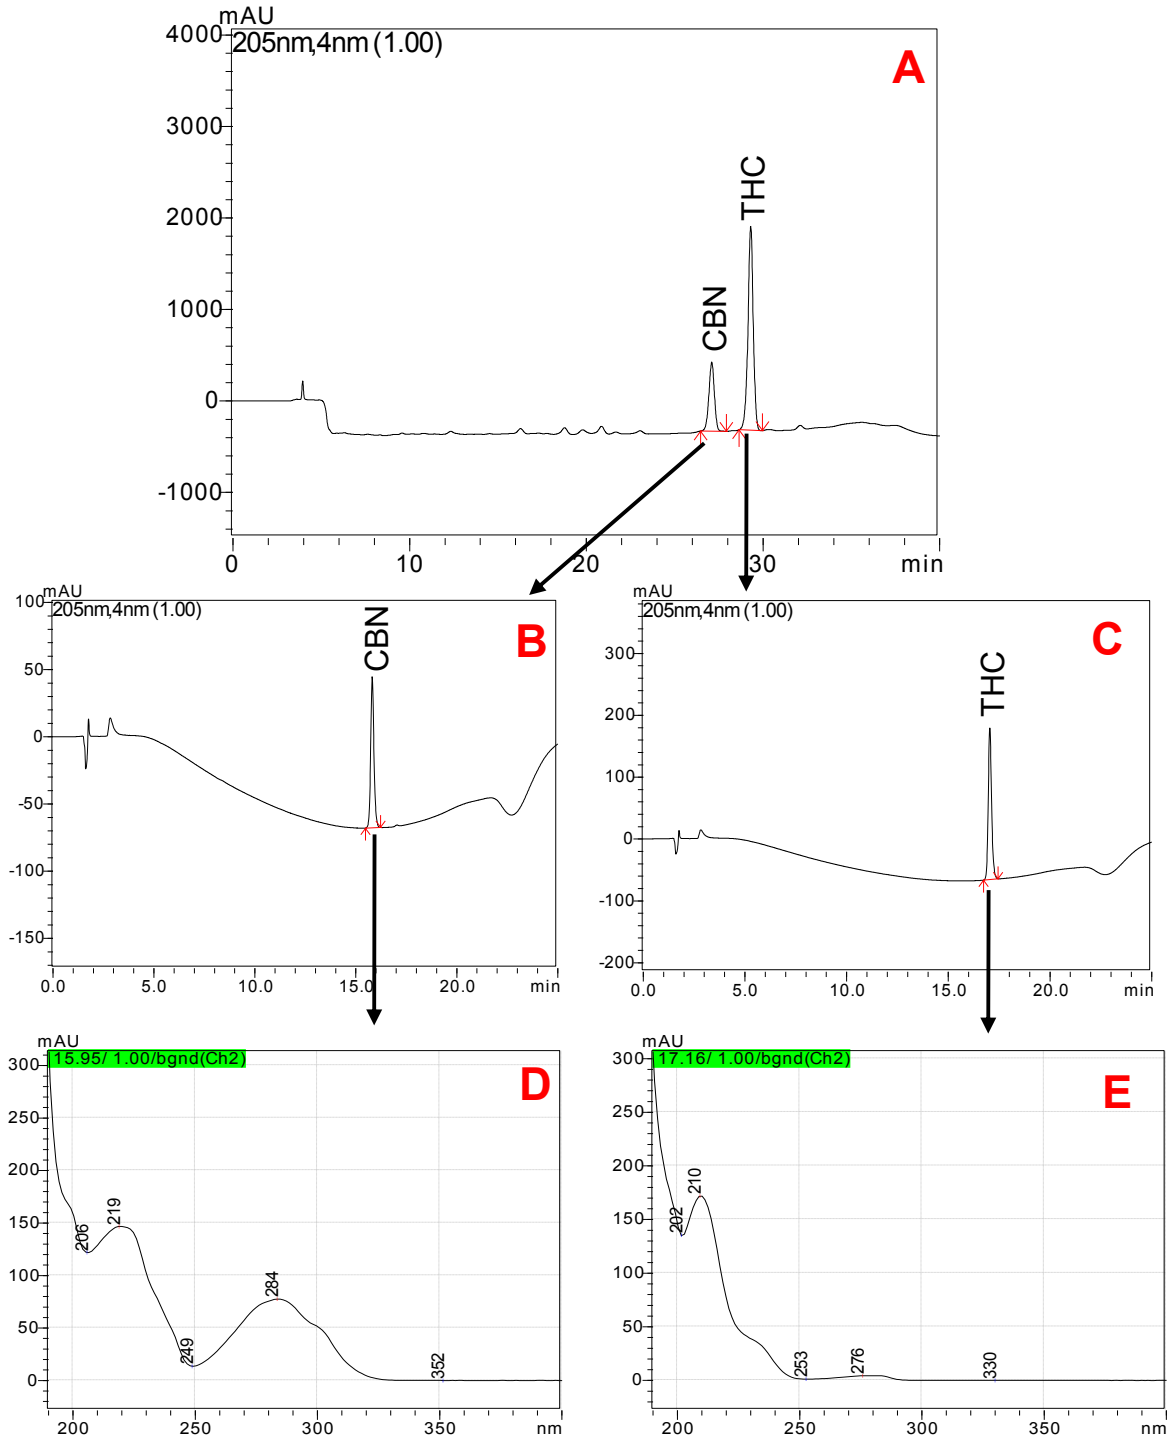 mAU
205nm,4nm (1.00)
A
4000
3000
2000
1000
0
-1000
CBN
THC
0 10 20 30 min
mAU
205nm,4nm (1.00)
B
100
50
0
-50
-100
-150
CBN
0.0 5.0 10.0 15.0 20.0 min
mAU
205nm,4nm (1.00)
C
300
200
100
0
-100
-200
THC
0.0 5.0 10.0 15.0 20.0 min
mAU
15.95/ 1.00/bgnd(Ch2)
D
300
250
200
150
100
50
0
206
219
249
284
352
200 250 300 350 nm
mAU
17.16/ 1.00/bgnd(Ch2)
E
300
250
200
150
100
50
0
202
210
253
276
330
200 250 300 350 nm